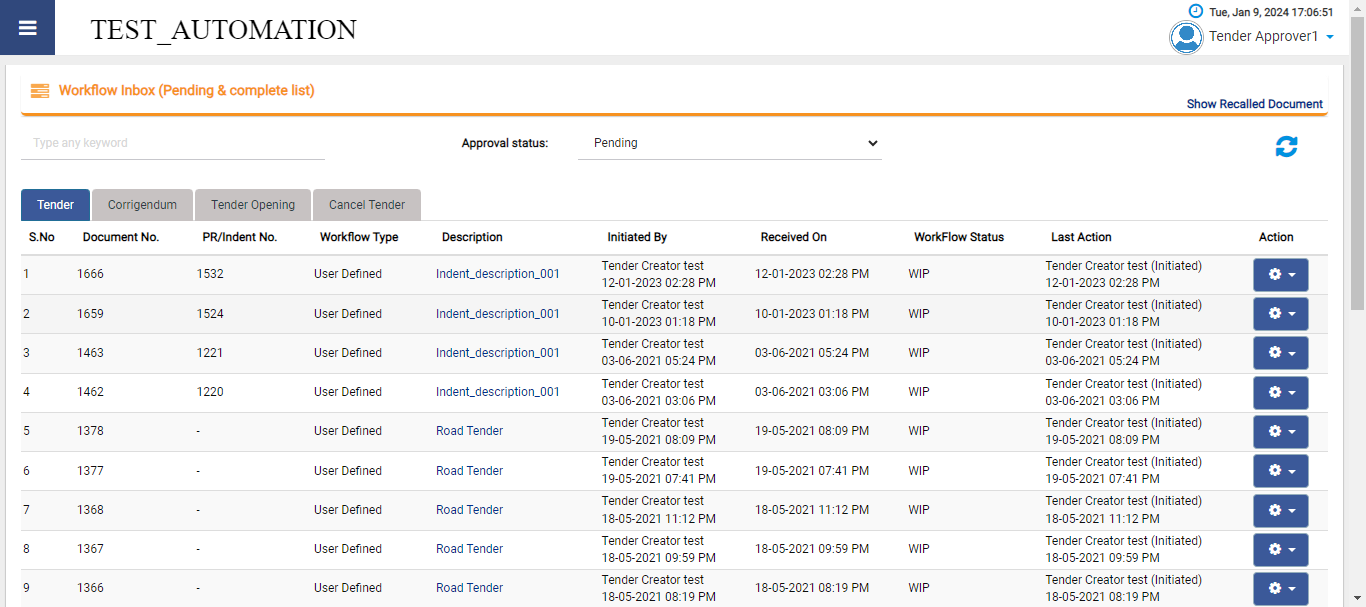 Tue, Jan 9, 2024 17:06:51
TEST_AUTOMATION
Tender Approver1
Workflow Inbox (Pending & complete list)
Show Recalled Document
Type any keyword
Approval status:
Pending
Tender Corrigendum Tender Opening Cancel Tender
S.No Document No. PR/Indent No. Workflow Type Description Initiated By Received On WorkFlow Status Last Action Action
1 1666 1532 User Defined Indent_description_001 Tender Creator test 12-01-2023 02:28 PM 12-01-2023 02:28 PM WIP Tender Creator test (Initiated) 12-01-2023 02:28 PM
2 1659 1524 User Defined Indent_description_001 Tender Creator test 10-01-2023 01:18 PM 10-01-2023 01:18 PM WIP Tender Creator test (Initiated) 10-01-2023 01:18 PM
3 1463 1221 User Defined Indent_description_001 Tender Creator test 03-06-2021 05:24 PM 03-06-2021 05:24 PM WIP Tender Creator test (Initiated) 03-06-2021 05:24 PM
4 1462 1220 User Defined Indent_description_001 Tender Creator test 03-06-2021 03:06 PM 03-06-2021 03:06 PM WIP Tender Creator test (Initiated) 03-06-2021 03:06 PM
5 1378 - User Defined Road Tender Tender Creator test 19-05-2021 08:09 PM 19-05-2021 08:09 PM WIP Tender Creator test (Initiated) 19-05-2021 08:09 PM
6 1377 - User Defined Road Tender Tender Creator test 19-05-2021 07:41 PM 19-05-2021 07:41 PM WIP Tender Creator test (Initiated) 19-05-2021 07:41 PM
7 1368 - User Defined Road Tender Tender Creator test 18-05-2021 11:12 PM 18-05-2021 11:12 PM WIP Tender Creator test (Initiated) 18-05-2021 11:12 PM
8 1367 - User Defined Road Tender Tender Creator test 18-05-2021 09:59 PM 18-05-2021 09:59 PM WIP Tender Creator test (Initiated) 18-05-2021 09:59 PM
9 1366 - User Defined Road Tender Tender Creator test 18-05-2021 08:19 PM 18-05-2021 08:19 PM WIP Tender Creator test (Initiated) 18-05-2021 08:19 PM